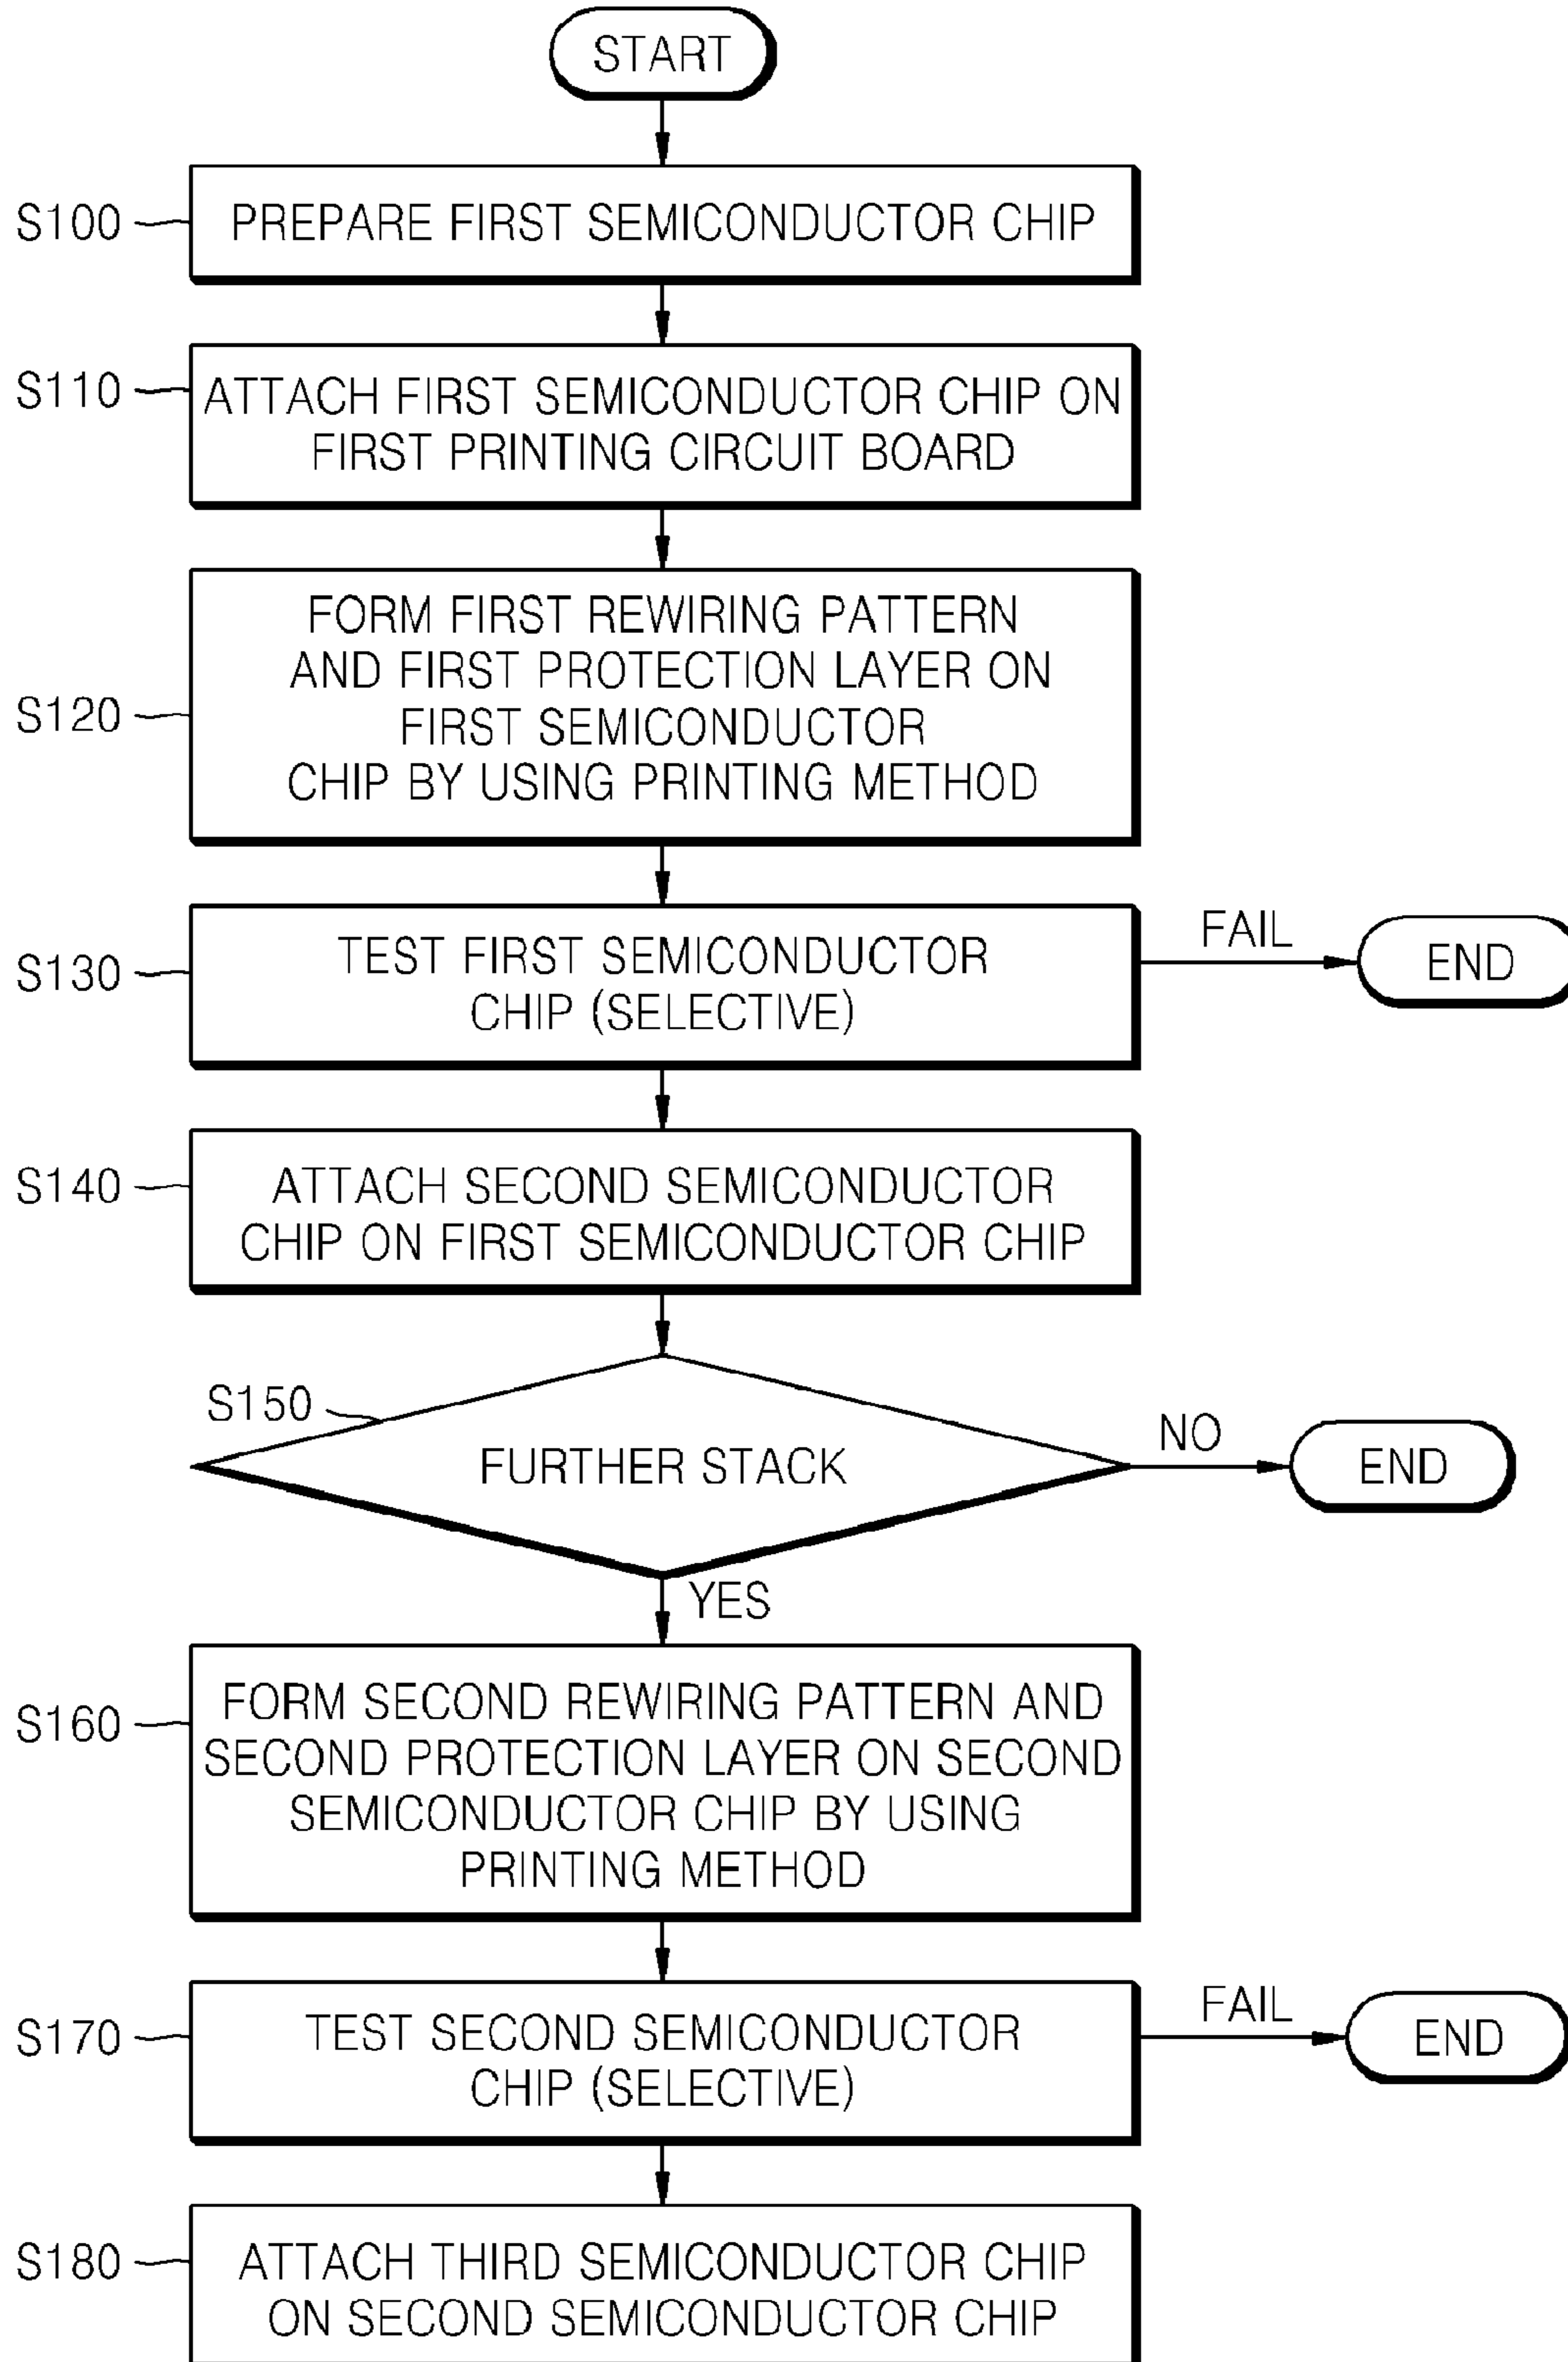 START
S100
PREPARE FIRST SEMICONDUCTOR CHIP
S110
ATTACH FIRST SEMICONDUCTOR CHIP ON
FIRST PRINTING CIRCUIT BOARD
S120
FORM FIRST REWIRING PATTERN
AND FIRST PROTECTION LAYER ON
FIRST SEMICONDUCTOR
CHIP BY USING PRINTING METHOD
S130
TEST FIRST SEMICONDUCTOR
CHIP (SELECTIVE)
FAIL
END
S140
ATTACH SECOND SEMICONDUCTOR
CHIP ON FIRST SEMICONDUCTOR CHIP
S150
FURTHER STACK
NO
END
YES
S160
FORM SECOND REWIRING PATTERN AND
SECOND PROTECTION LAYER ON SECOND
SEMICONDUCTOR CHIP BY USING
PRINTING METHOD
S170
TEST SECOND SEMICONDUCTOR
CHIP (SELECTIVE)
FAIL
END
S180
ATTACH THIRD SEMICONDUCTOR CHIP
ON SECOND SEMICONDUCTOR CHIP